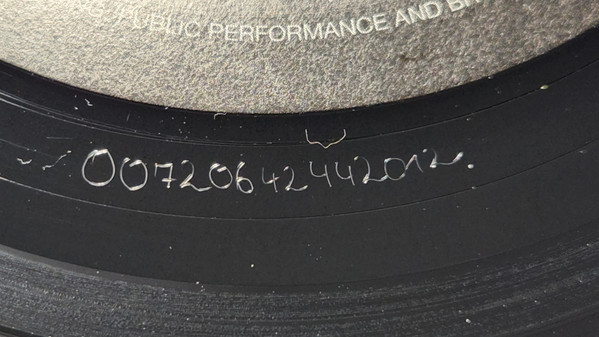 PUBLIC PERFORMANCE AND
00720642442012.